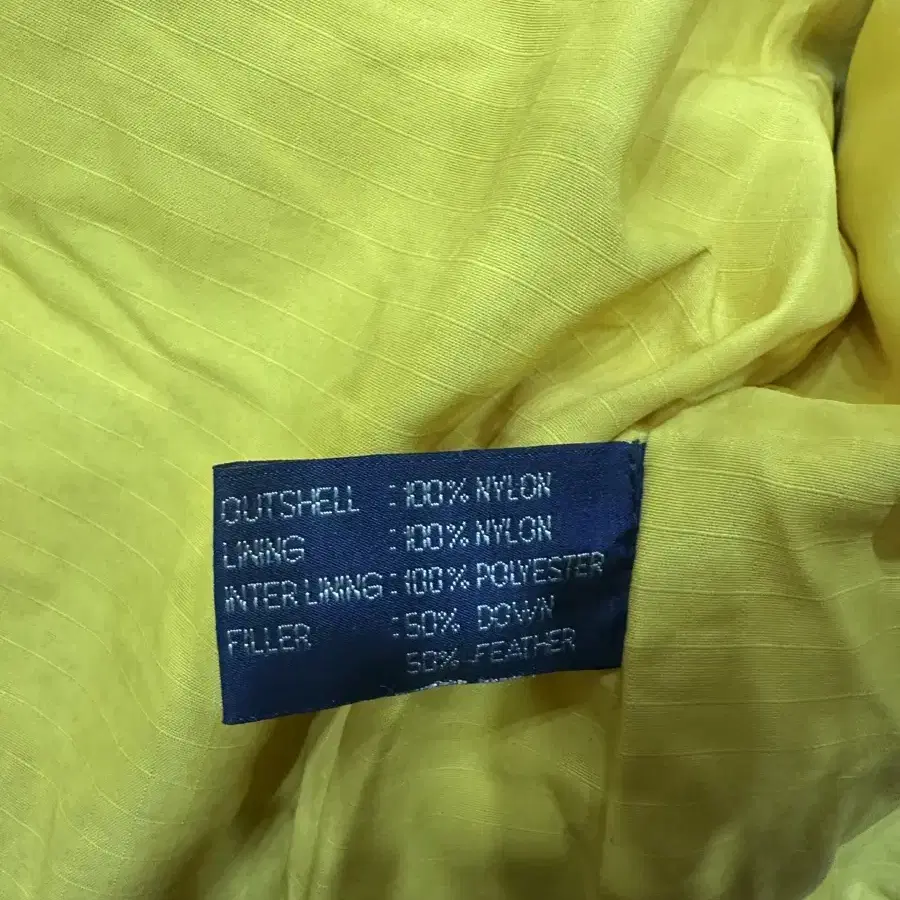 OUTSHELL :100% NYLON
LINING :100% NYLON
INTER LINING :100% POLYESTER
FILLER :50% DOWN
50% FEATHER